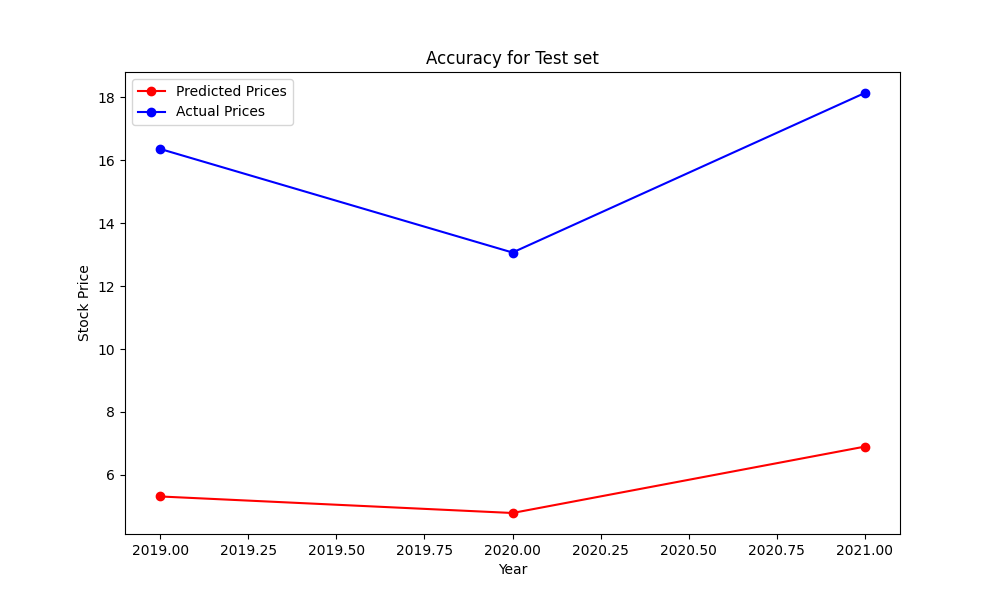 Accuracy for Test set
Predicted Prices
Actual Prices
18
16
14
12
10
8
6
Stock Price
2019.00 2019.25 2019.50 2019.75 2020.00 2020.25 2020.50 2020.75 2021.00
Year